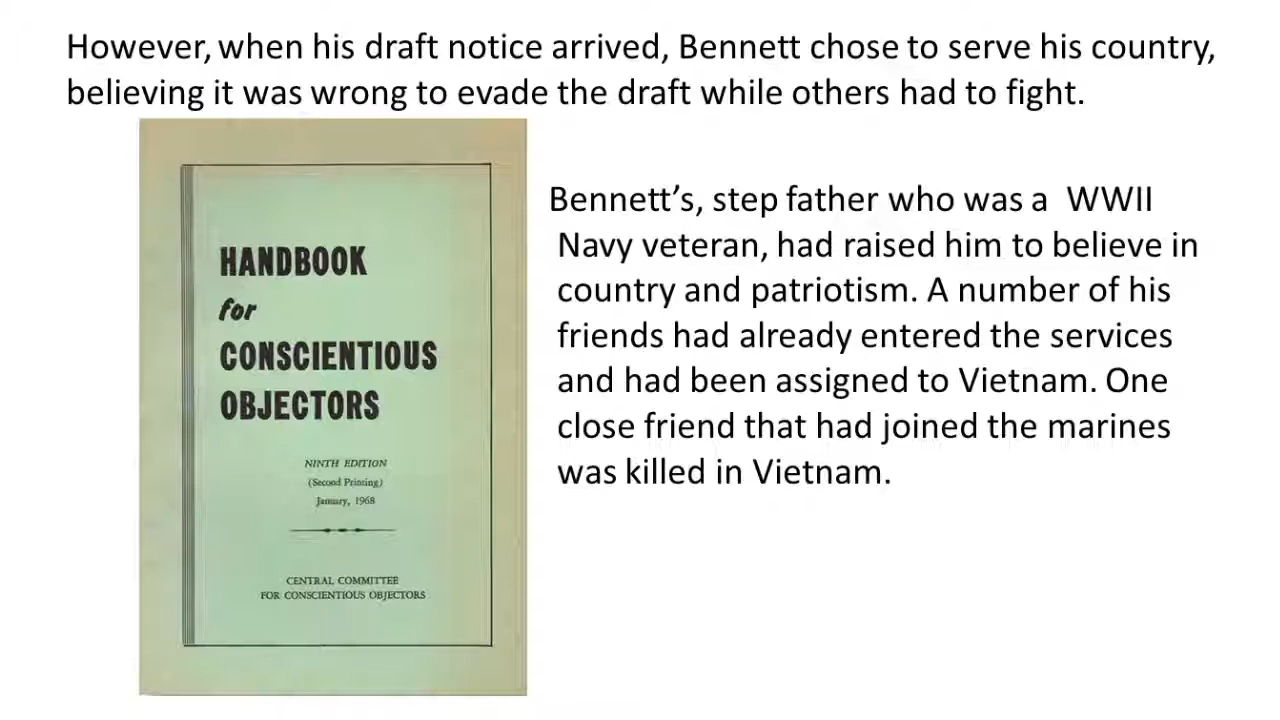 However, when his draft notice arrived, Bennett chose to serve his country,
believing it was wrong to evade the draft while others had to fight.
HANDBOOK
for
CONSCIENTIOUS
OBJECTORS
NINTH EDITION
(Second Printing)
January, 1968
CENTRAL COMMITTEE
FOR CONSCIENTIOUS OBJECTORS
Bennett’s, step father who was a WWII
Navy veteran, had raised him to believe in
country and patriotism. A number of his
friends had already entered the services
and had been assigned to Vietnam. One
close friend that had joined the marines
was killed in Vietnam.